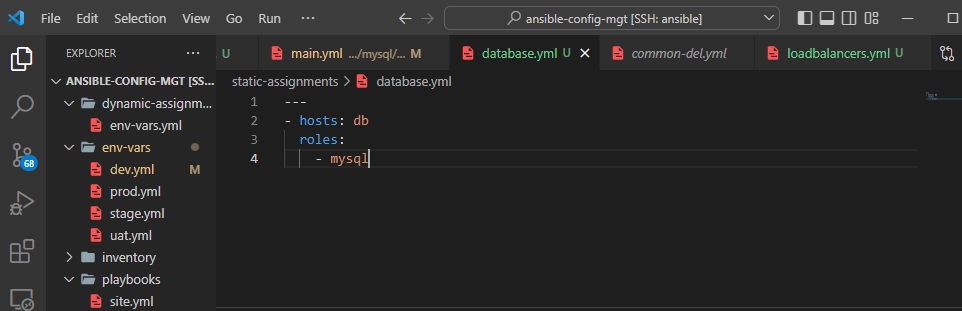 File Edit Selection View Go Run ··· ansible-config-mgt [SSH: ansible]
EXPLORER ··· U main.yml .../mysql/... M database.yml U common-del.yml loadbalancers.yml U
ANSIBLE-CONFIG-MGT [SS... static-assignments > database.yml
dynamic-assignm...
env-vars.yml
env-vars
dev.yml M
prod.yml
stage.yml
uat.yml
inventory
playbooks
site.yml
68
1 ---
2 - hosts: db
3 roles:
4 - mysql